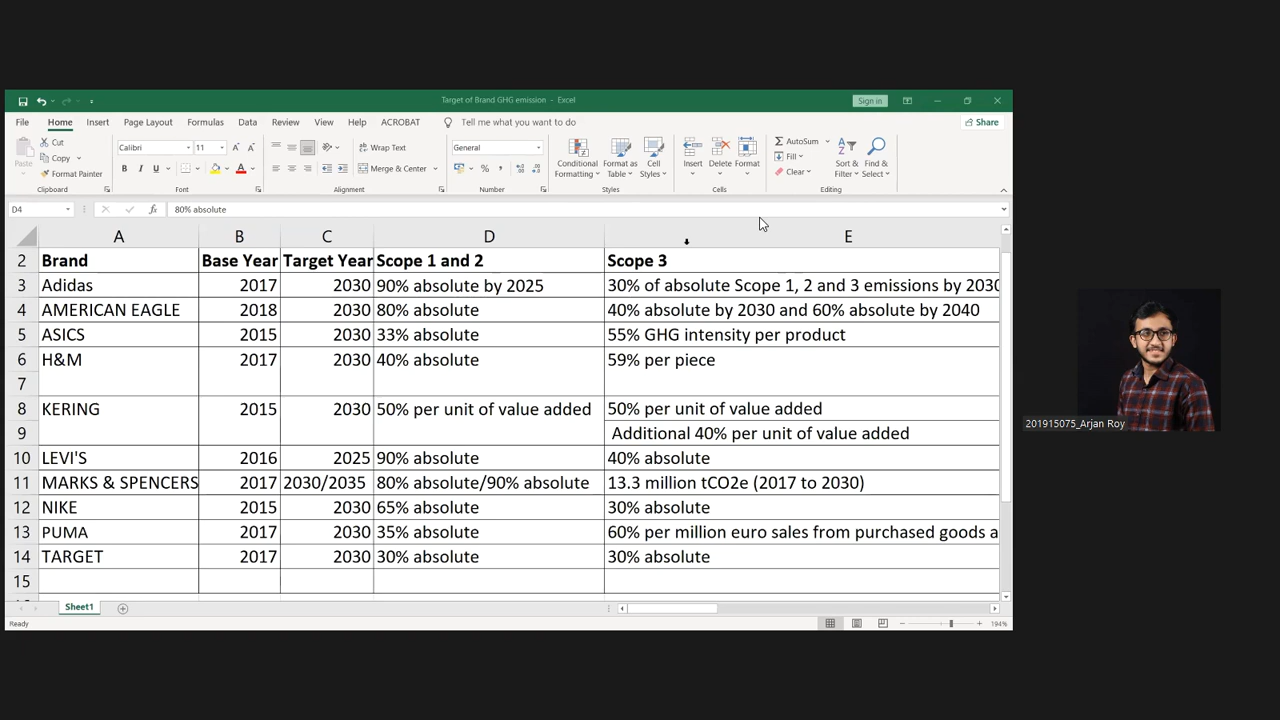 Target of Brand GHG emission - Excel
Sign in
File Home Insert Page Layout Formulas Data Review View Help ACROBAT Tell me what you want to do Share
Paste Cut Copy Format Painter Clipboard
Calibri 11 B I U A Font
Wrap Text Merge & Center Alignment
General % , Number
Conditional Formatting Format as Table Cell Styles Styles
Insert Delete Format Cells
AutoSum Fill Clear Sort & Filter Find & Select Editing
D4 fx 80% absolute
A B C D E
2 Brand Base Year Target Year Scope 1 and 2 Scope 3
3 Adidas 2017 2030 90% absolute by 2025 30% of absolute Scope 1, 2 and 3 emissions by 2030
4 AMERICAN EAGLE 2018 2030 80% absolute 40% absolute by 2030 and 60% absolute by 2040
5 ASICS 2015 2030 33% absolute 55% GHG intensity per product
6 H&M 2017 2030 40% absolute 59% per piece
7
8 KERING 2015 2030 50% per unit of value added 50% per unit of value added
9 Additional 40% per unit of value added
10 LEVI'S 2016 2025 90% absolute 40% absolute
11 MARKS & SPENCERS 2017 2030/2035 80% absolute/90% absolute 13.3 million tCO2e (2017 to 2030)
12 NIKE 2015 2030 65% absolute 30% absolute
13 PUMA 2017 2030 35% absolute 60% per million euro sales from purchased goods a
14 TARGET 2017 2030 30% absolute 30% absolute
15
Sheet1
Ready 194%
201915075_Arjan Roy